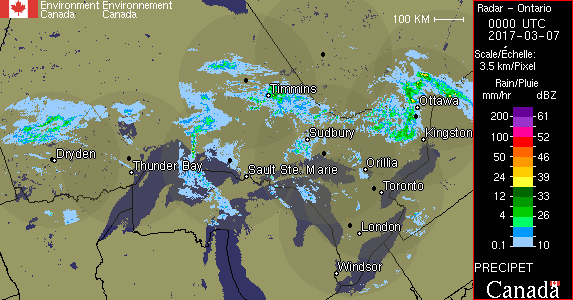 Environment Environnement
Canada Canada
100 KM
Radar - Ontario
0000 UTC
2017-03-07
Scale/Échelle:
3.5 km/Pixel
Rain/Pluie
mm/hr dBZ
200 61
100 52
50 46
24 39
12 33
4 26
2 20
0.1 10
PRECIPET
Canada
Timmins
Ottawa
Sudbury
Kingston
Dryden
Thunder Bay
Sault Ste. Marie
Orillia
Toronto
London
Windsor